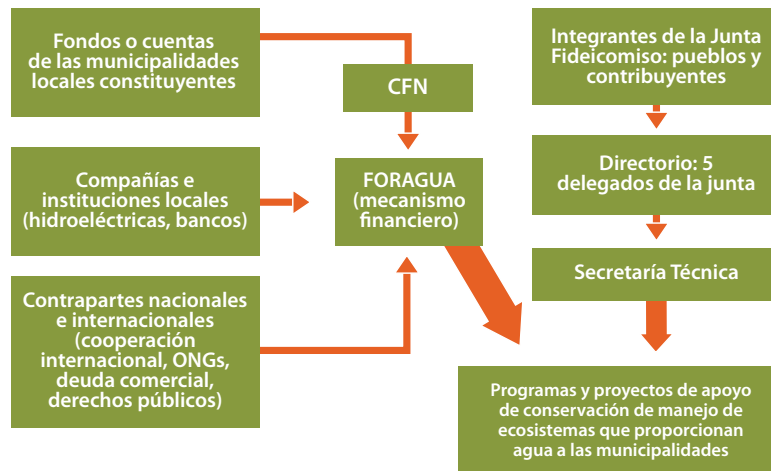 Fondos o cuentas
de las municipalidades
locales constituyentes
CFN
Compañías e
instituciones locales
(hidroeléctricas, bancos)
FORAGUA
(mecanismo
financiero)
Contrapartes nacionales
e internacionales
(cooperación
internacional, ONGs,
deuda comercial,
derechos públicos)
Integrantes de la Junta
Fideicomiso: pueblos y
contribuyentes
Directorio: 5
delegados de la junta
Secretaría Técnica
Programas y proyectos de apoyo
de conservación de manejo de
ecosistemas que proporcionan
agua a las municipalidades